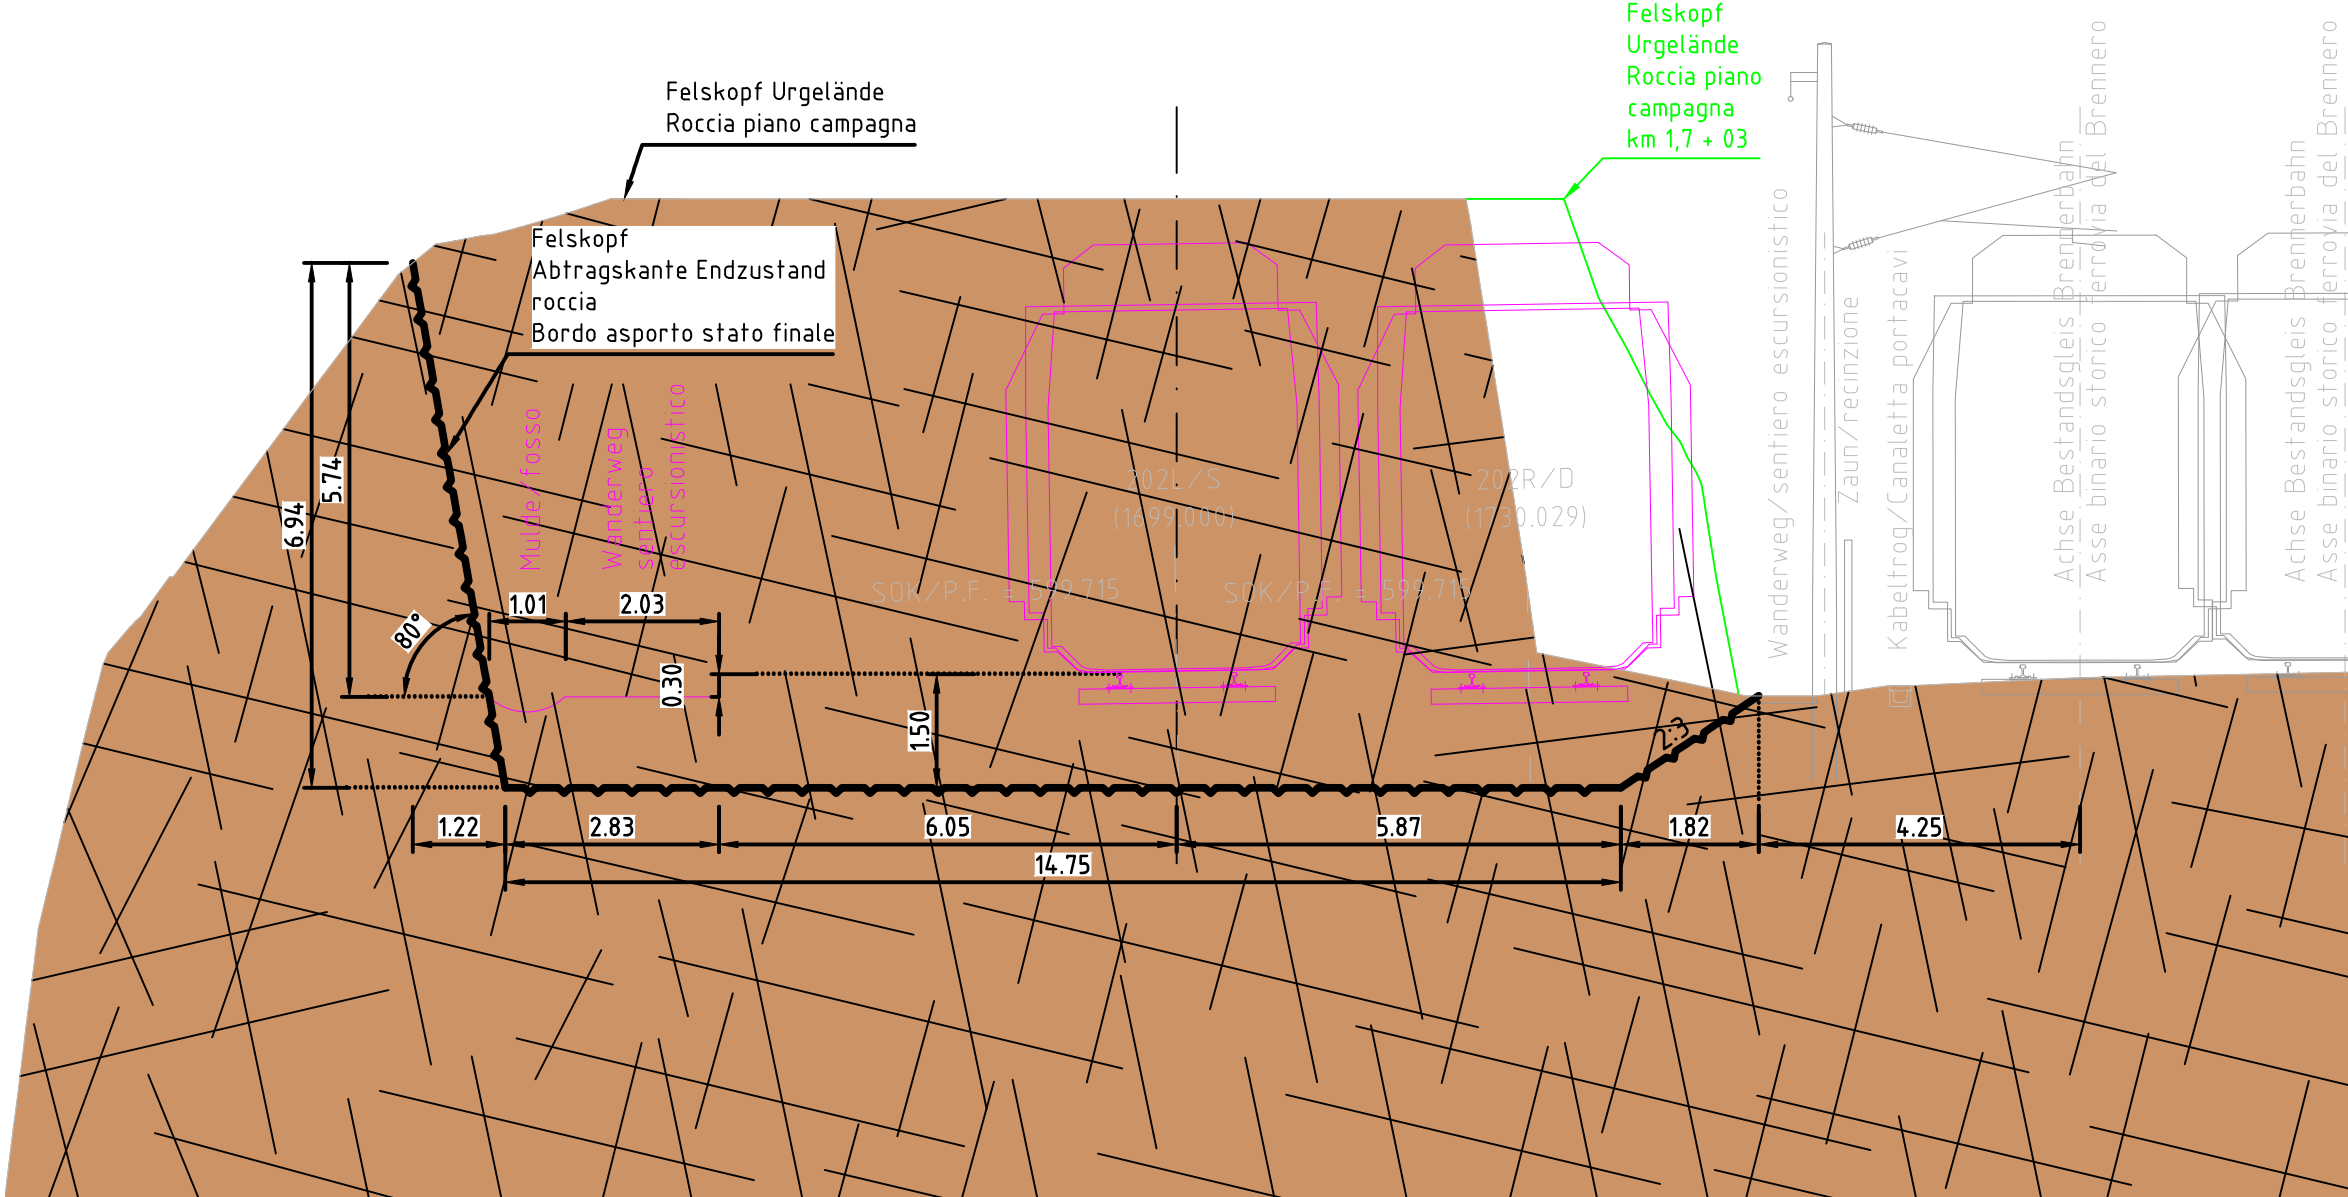 Felskopf
Urgelände
Roccia piano
campagna
km 1,7 + 03
Felskopf Urgelände
Roccia piano campagna
Felskopf
Abtragskante Endzustand
roccia
Bordo asporto stato finale
Mulde/fosso
Wanderweg
sentiero
escursionistico
202L/S
(1699.000)
202R/D
(1730.029)
SOK/P.F. = 599.715
SOK/P.F. = 599.715
Wanderweg/sentiero escursionistico
Zaun/recinzione
Kabeltrog/Canaletta portacavi
Achse Bestandsgleis Brennerbahn
Asse binario storico ferrovia del Brennero
Achse Bestandsgleis Brennerbahn
Asse binario storico ferrovia del Brennero
6.94
5.74
80°
1.01
2.03
0.30
1.50
2:3
1.22
2.83
6.05
5.87
1.82
4.25
14.75